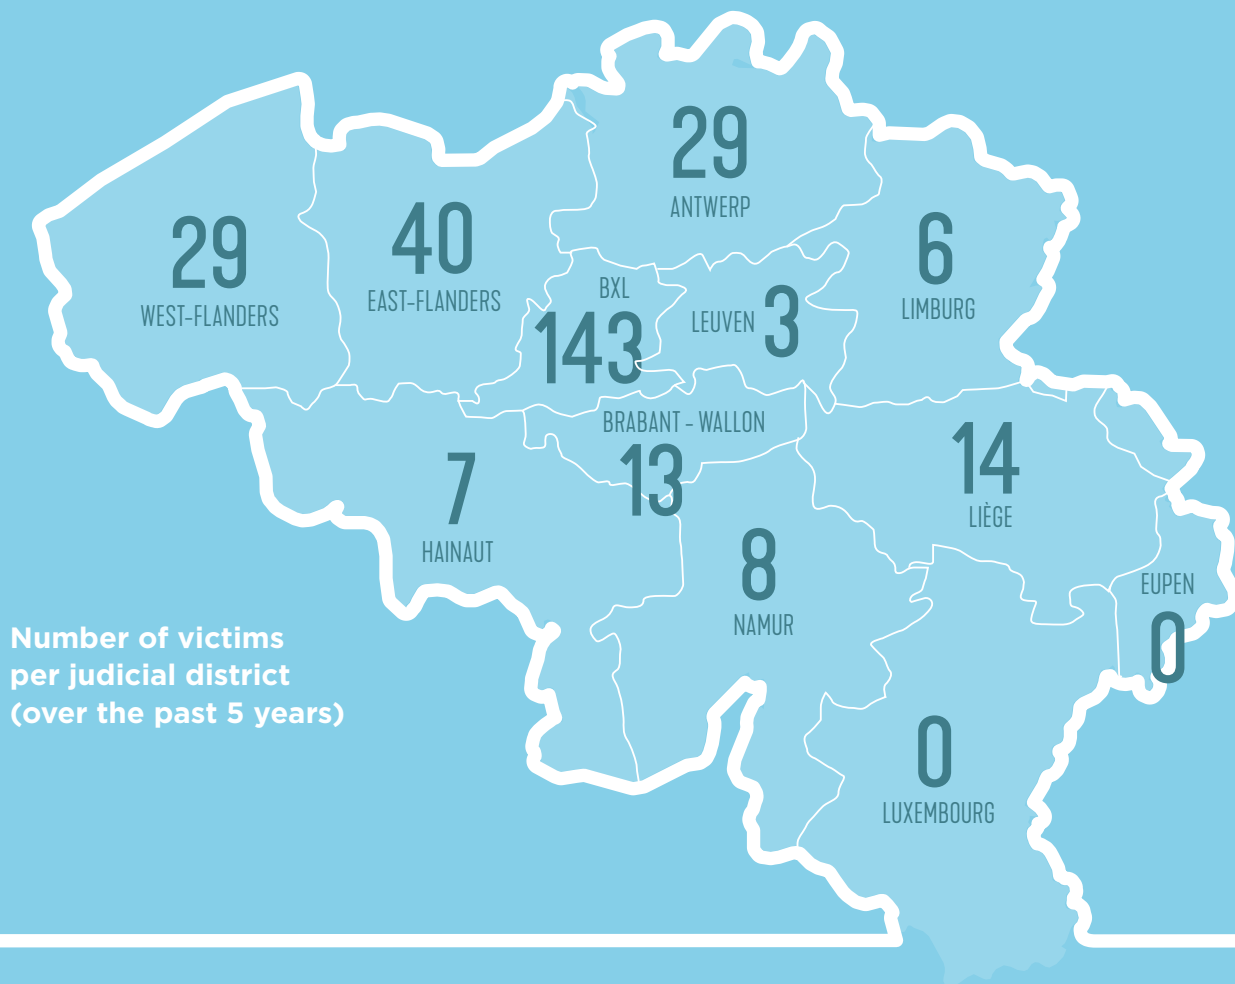 29
ANTWERP
29
WEST-FLANDERS
40
EAST-FLANDERS
6
LIMBURG
BXL
143
LEUVEN 3
BRABANT - WALLON
13
7
HAINAUT
14
LIÈGE
8
NAMUR
EUPEN
0
0
LUXEMBOURG
Number of victims
per judicial district
(over the past 5 years)